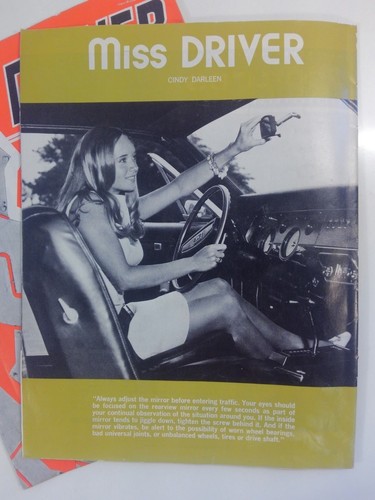 Miss DRIVER
CINDY DARLEEN
"Always adjust the mirror before entering traffic. Your eyes should
be focused on the rearview mirror every few seconds as part of
your continual observation of the situation around you. If the inside
mirror tends to jiggle down, tighten the screw behind it. And if the
mirror vibrates, be alert to the possibility of worn wheel bearings,
bad universal joints, or unbalanced wheels, tires or drive shaft."